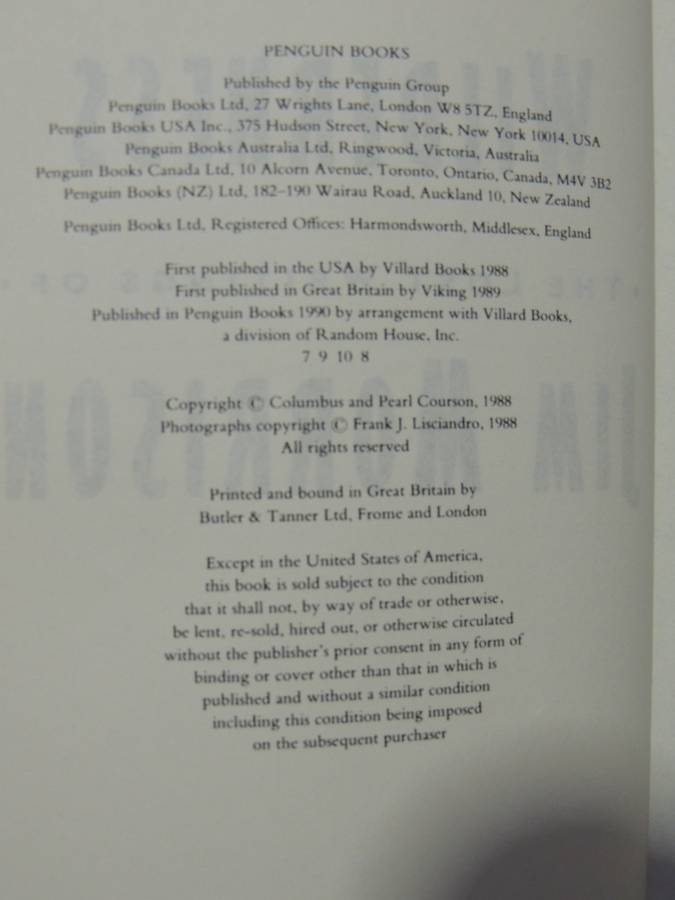 PENGUIN BOOKS
Published by the Penguin Group
Penguin Books Ltd, 27 Wrights Lane, London W8 5TZ, England
Penguin Books USA Inc., 375 Hudson Street, New York, New York 10014, USA
Penguin Books Australia Ltd, Ringwood, Victoria, Australia
Penguin Books Canada Ltd, 10 Alcorn Avenue, Toronto, Ontario, Canada, M4V 3B2
Penguin Books (NZ) Ltd, 182–190 Wairau Road, Auckland 10, New Zealand
Penguin Books Ltd, Registered Offices: Harmondsworth, Middlesex, England
First published in the USA by Villard Books 1988
First published in Great Britain by Viking 1989
Published in Penguin Books 1990 by arrangement with Villard Books,
a division of Random House, Inc.
7 9 10 8
Copyright © Columbus and Pearl Courson, 1988
Photographs copyright © Frank J. Lisciandro, 1988
All rights reserved
Printed and bound in Great Britain by
Butler & Tanner Ltd, Frome and London
Except in the United States of America,
this book is sold subject to the condition
that it shall not, by way of trade or otherwise,
be lent, re-sold, hired out, or otherwise circulated
without the publisher's prior consent in any form of
binding or cover other than that in which is
published and without a similar condition
including this condition being imposed
on the subsequent purchaser